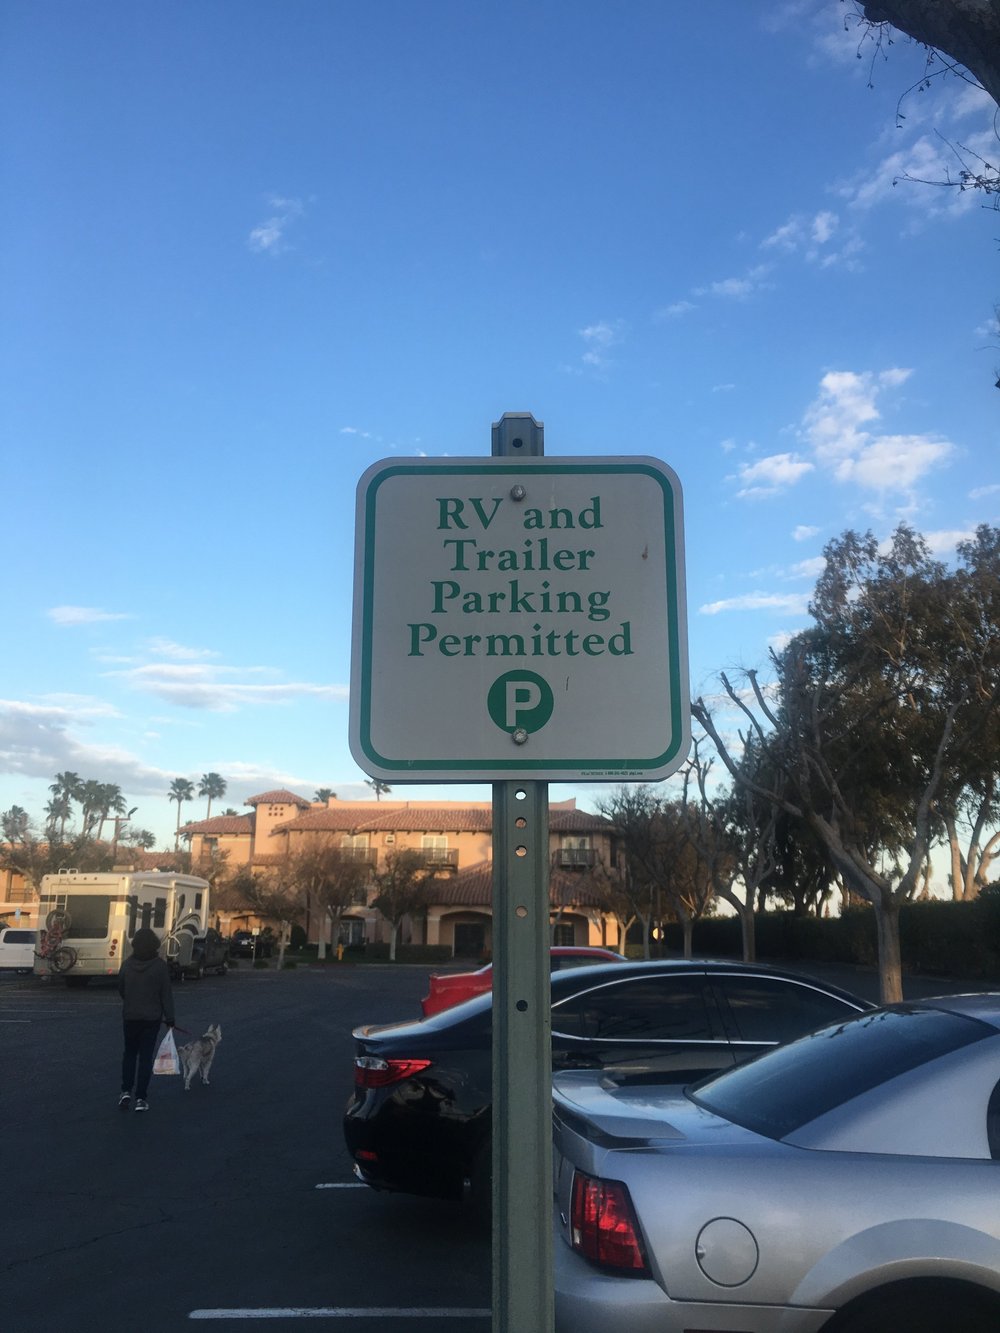 RV and
Trailer
Parking
Permitted
P